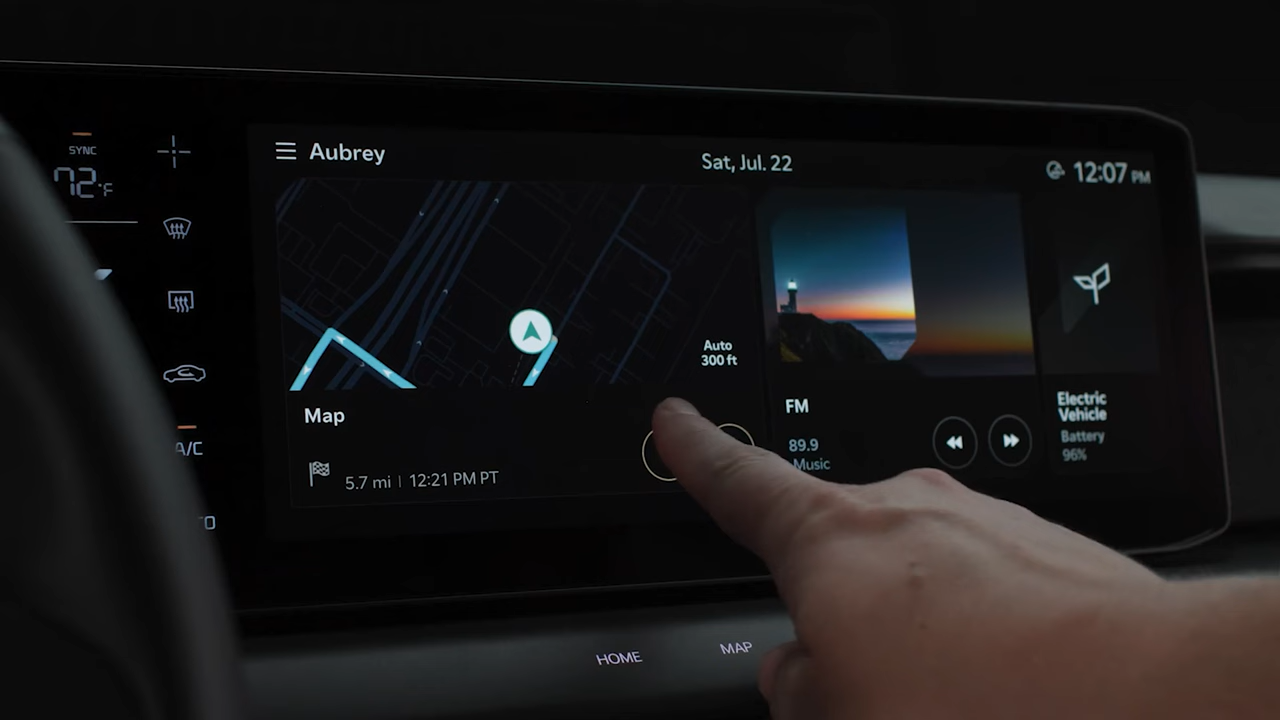 SYNC
72°F
A/C
Aubrey
Sat, Jul. 22
12:07 PM
Auto
300 ft
Map
5.7 mi | 12:21 PM PT
FM
89.9
Music
Electric
Vehicle
Battery
96%
HOME
MAP